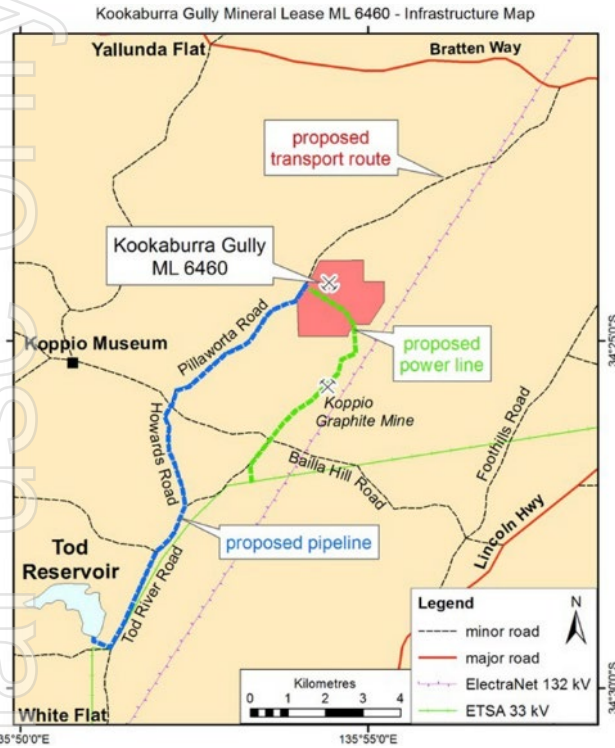 Kookaburra Gully Mineral Lease ML 6460 - Infrastructure Map
Yallunda Flat
Bratten Way
proposed
transport route
Kookaburra Gully
ML 6460
Koppio Museum
Pillaworta Road
proposed
power line
34°25'0"S
Koppio
Graphite Mine
Howards Road
Bailla Hill Road
Foothills Road
Lincoln Hwy
proposed pipeline
Tod
Reservoir
Tod River Road
White Flat
Legend
N
minor road
major road
ElectraNet 132 kV
ETSA 33 kV
Kilometres
0 1 2 3 4
34°30'0"S
35°50'0"E
135°55'0"E